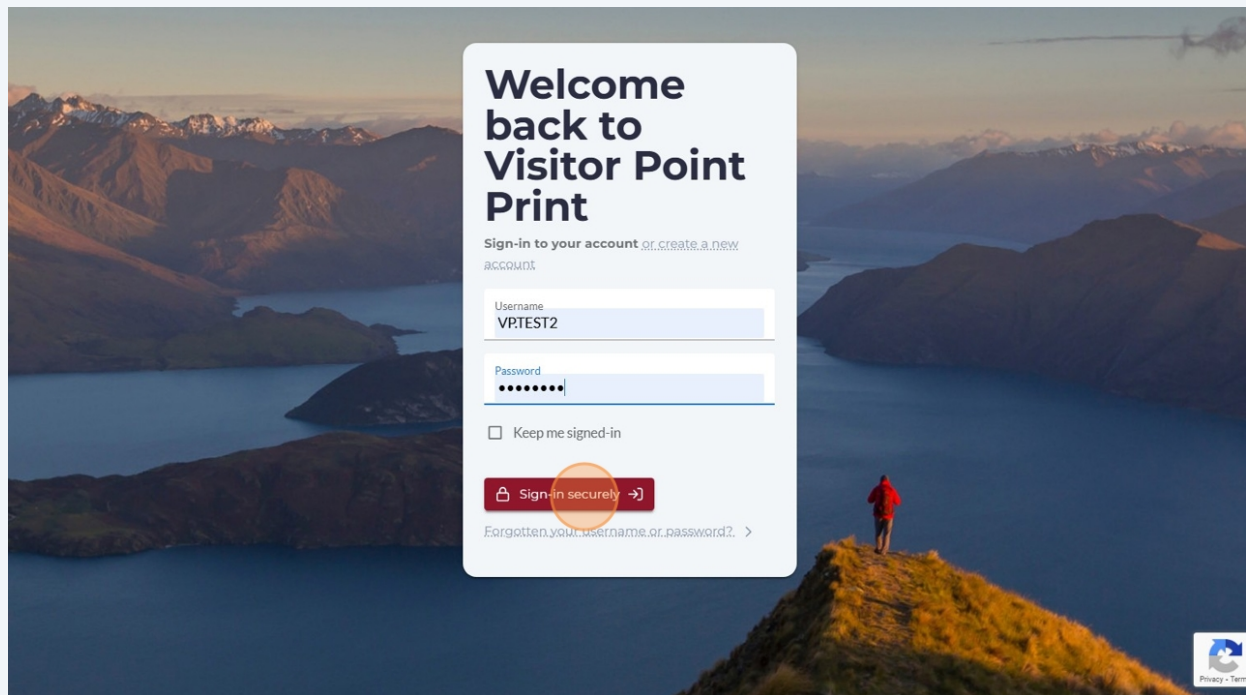 Welcome
back to
Visitor Point
Print
Sign-in to your account or create a new
account
Username
VP.TEST2
Password
Keep me signed-in
Sign-in securely
Forgotten your username or password?
Privacy - Term